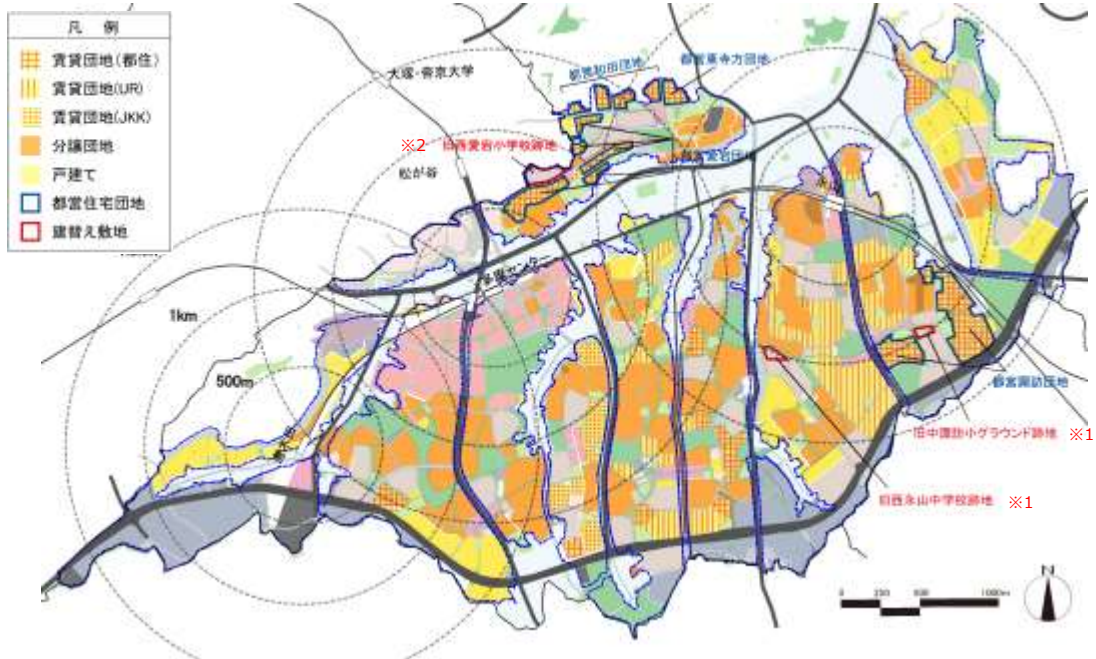 凡 例
賃貸団地(都住)
賃貸団地(UR)
賃貸団地(JKK)
分譲団地
戸建て
都営住宅団地
建替え敷地
大塚・帝京大学
都営和田団地
都営東寺方団地
※2 旧西愛宕小学校跡地
都営愛宕団地
松が谷
多摩センター
1km
500m
都営諏訪団地
旧中諏訪小グラウンド跡地 ※1
旧西永山中学校跡地 ※1
N
0 250 500 1000m